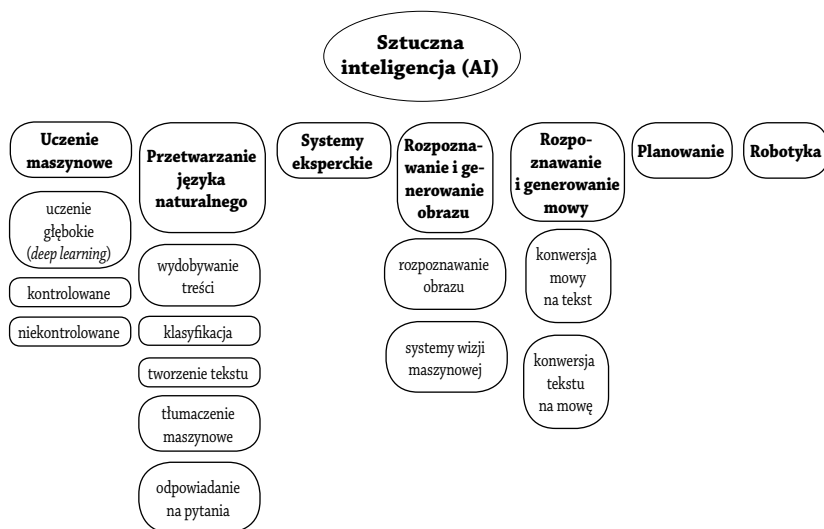 Sztuczna
inteligencja (AI)
Uczenie
maszynowe
uczenie
głębokie
(deep learning)
kontrolowane
niekontrolowane
Przetwarzanie
języka
naturalnego
wydobywanie
treści
klasyfikacja
tworzenie tekstu
tłumaczenie
maszynowe
odpowiadanie
na pytania
Systemy
eksperckie
Rozpozna-
wanie i ge-
nerowanie
obrazu
rozpoznawanie
obrazu
systemy wizji
maszynowej
Rozpo-
znawanie
i generowanie
mowy
konwersja
mowy
na tekst
konwersja
tekstu
na mowę
Planowanie
Robotyka